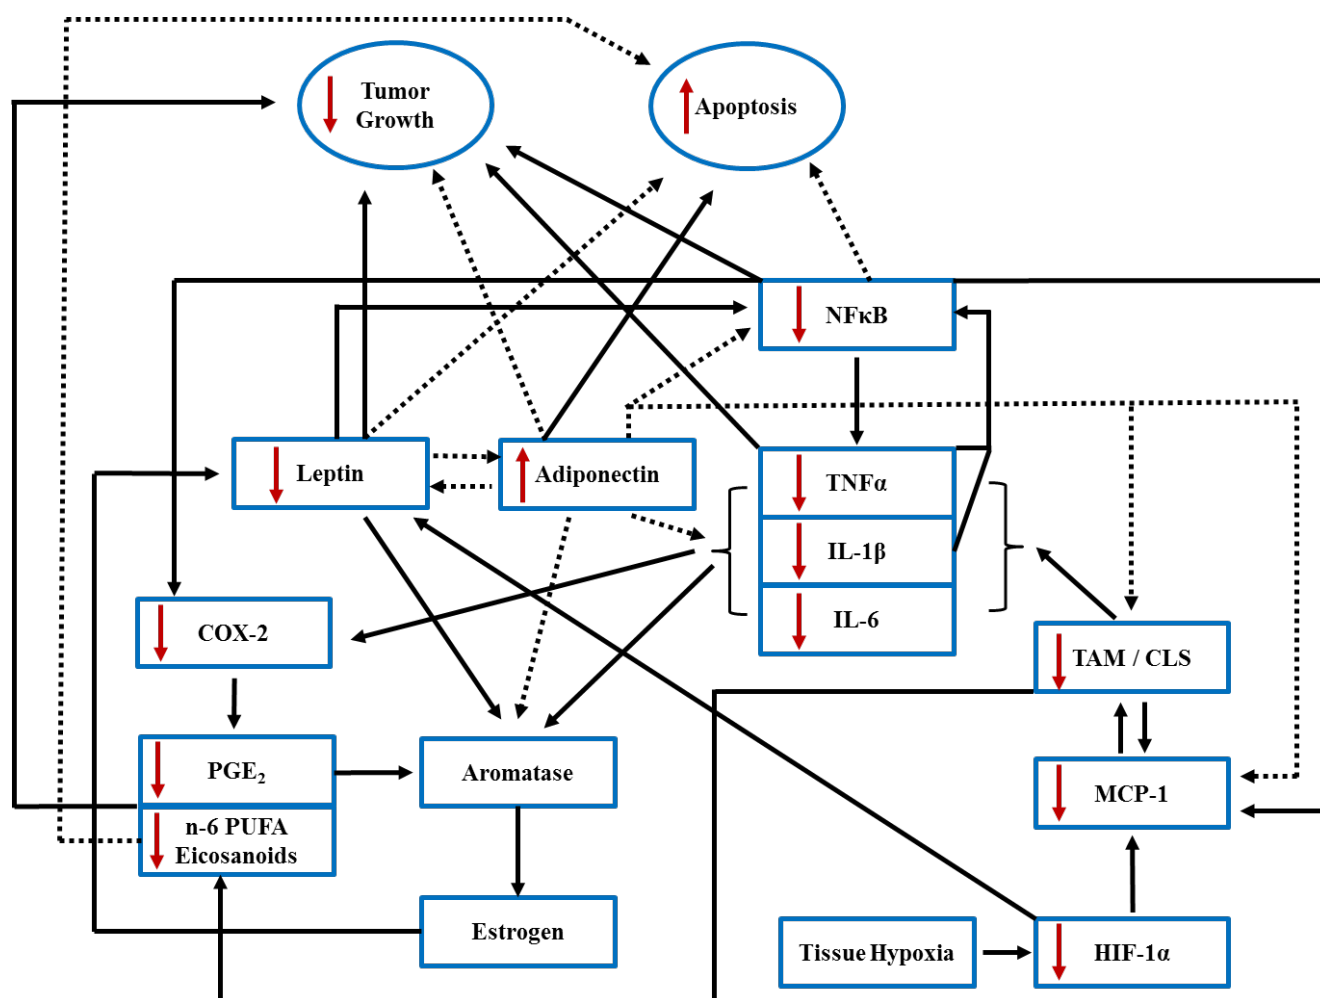 Tumor
Growth
Apoptosis
NFκB
Leptin
Adiponectin
TNFα
IL-1β
IL-6
COX-2
TAM / CLS
PGE₂
Aromatase
MCP-1
n-6 PUFA
Eicosanoids
Estrogen
Tissue Hypoxia
HIF-1α